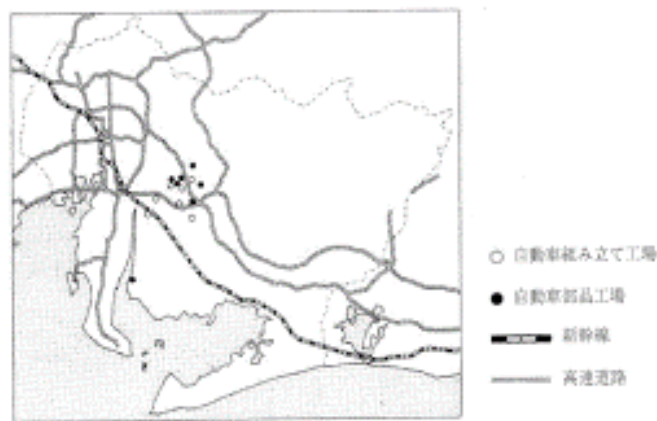 自動車組み立て工場
自動車部品工場
新幹線
高速道路